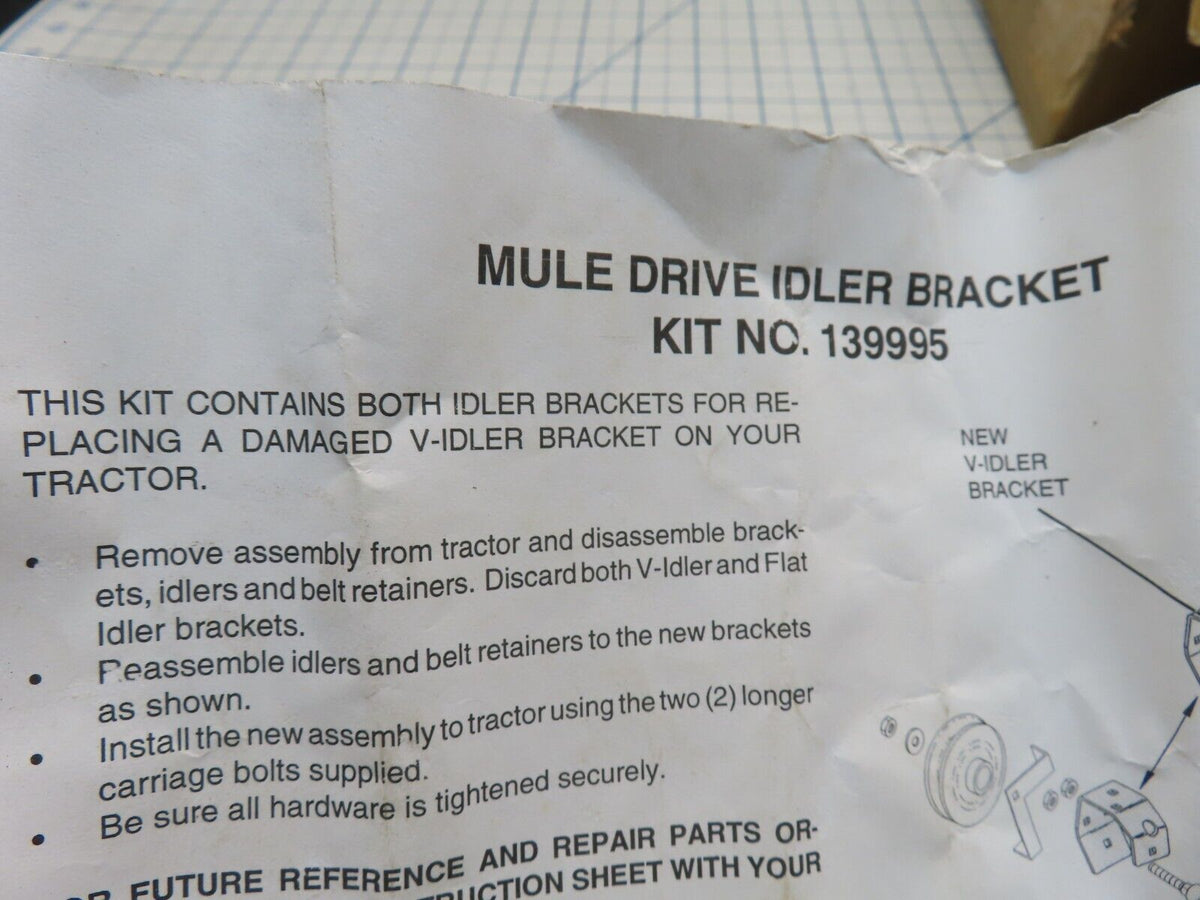 MULE DRIVE IDLER BRACKET
KIT NO. 139995
THIS KIT CONTAINS BOTH IDLER BRACKETS FOR RE-
PLACING A DAMAGED V-IDLER BRACKET ON YOUR
TRACTOR.
NEW
V-IDLER
BRACKET
• Remove assembly from tractor and disassemble brack-
ets, idlers and belt retainers. Discard both V-Idler and Flat
Idler brackets.
• Reassemble idlers and belt retainers to the new brackets
as shown.
• Install the new assembly to tractor using the two (2) longer
carriage bolts supplied.
• Be sure all hardware is tightened securely.
FUTURE REFERENCE AND REPAIR PARTS OR-
SHEET WITH YOUR